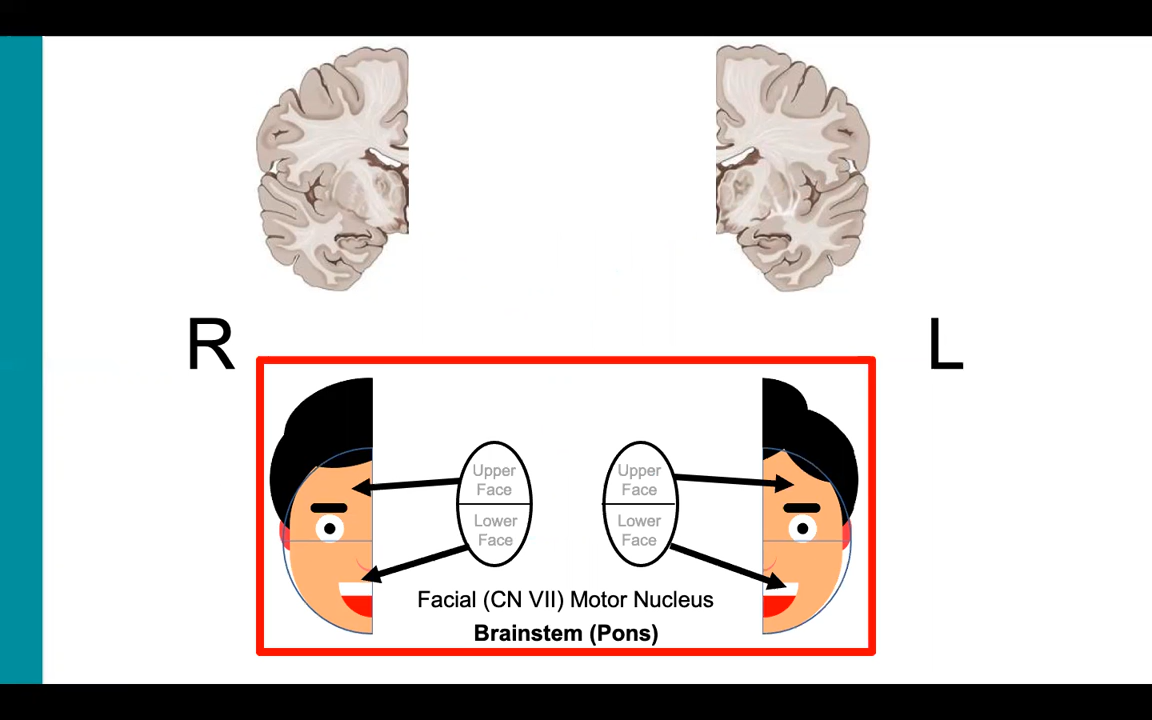 R
L
Upper
Face
Lower
Face
Upper
Face
Lower
Face
Facial (CN VII) Motor Nucleus
Brainstem (Pons)